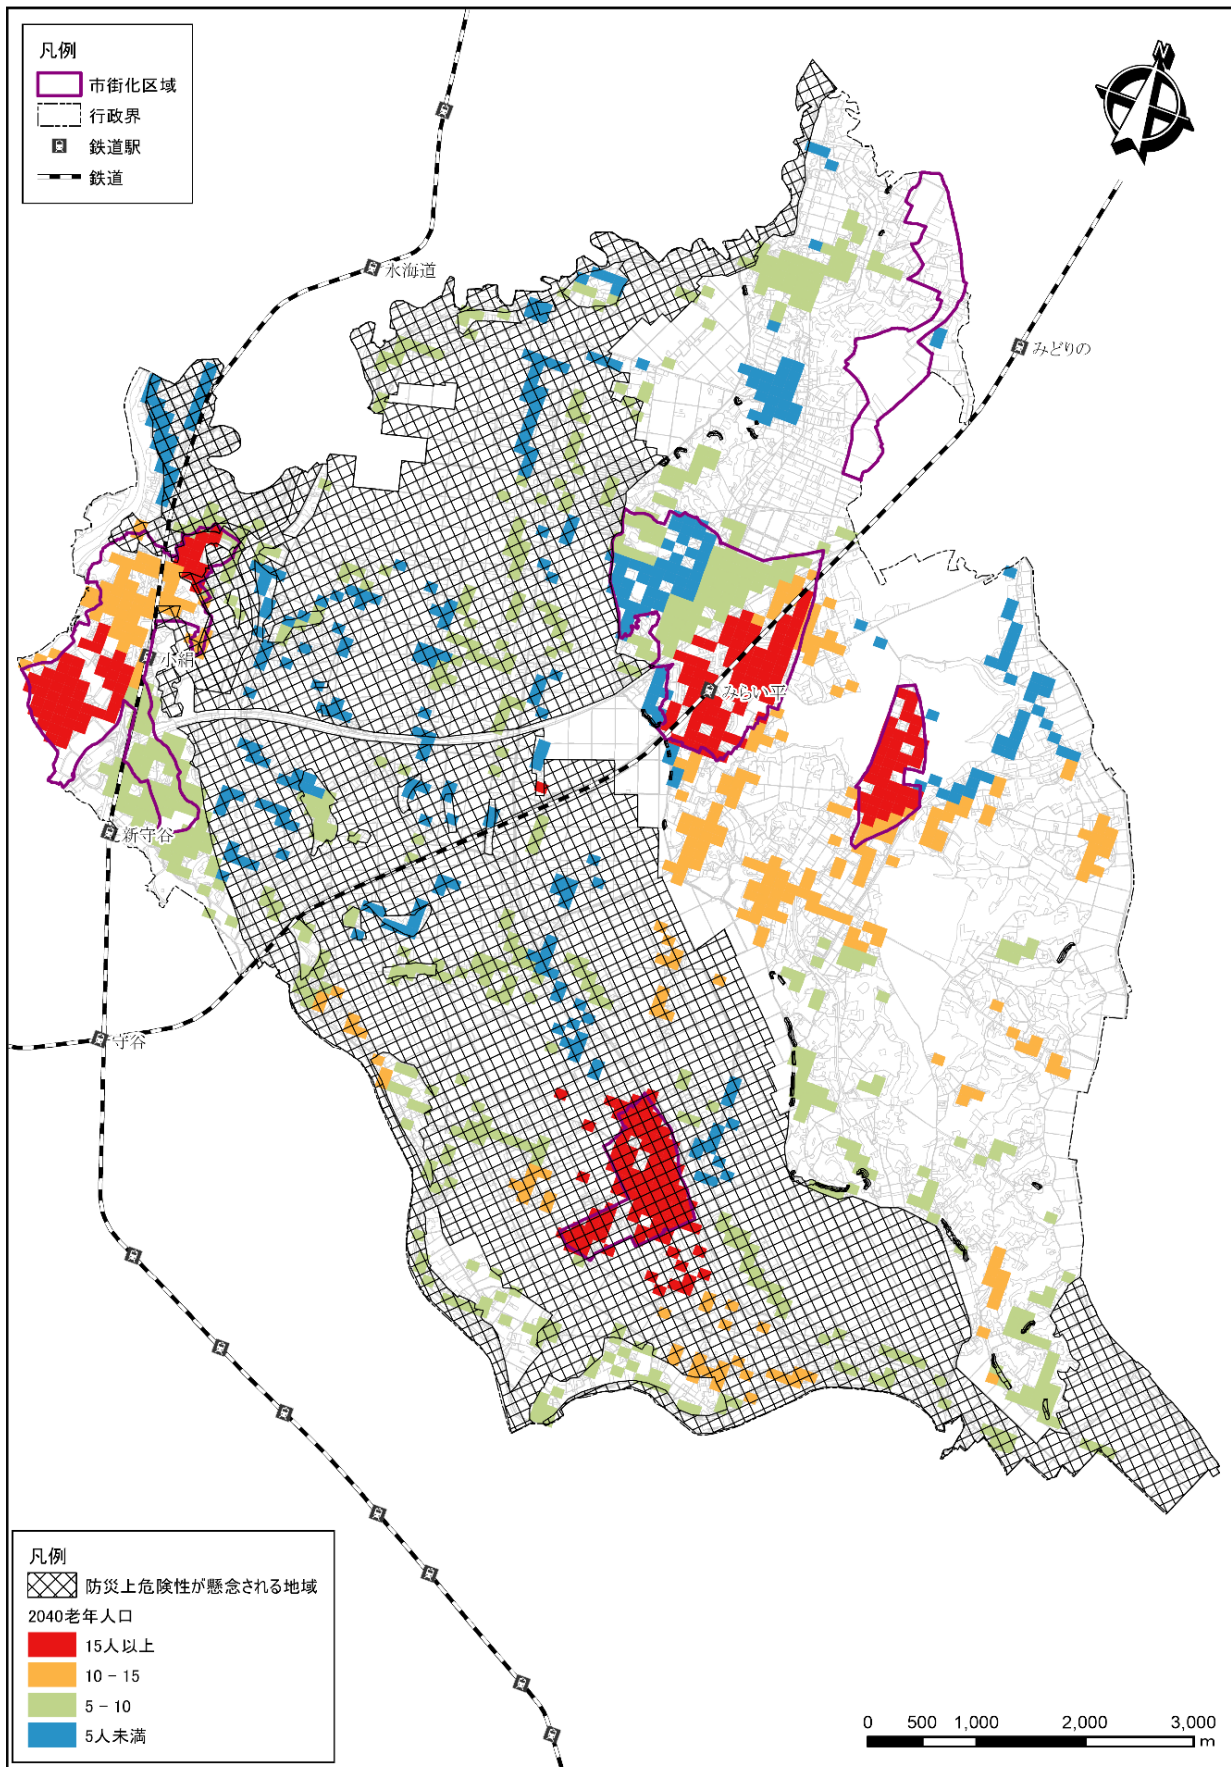 凡例
市街化区域
行政界
鉄道駅
鉄道
N
水海道
みどりの
小絹
みらい平
新守谷
守谷
凡例
防災上危険性が懸念される地域
2040老年人口
15人以上
10 - 15
5 - 10
5人未満
0 500 1,000 2,000 3,000
m